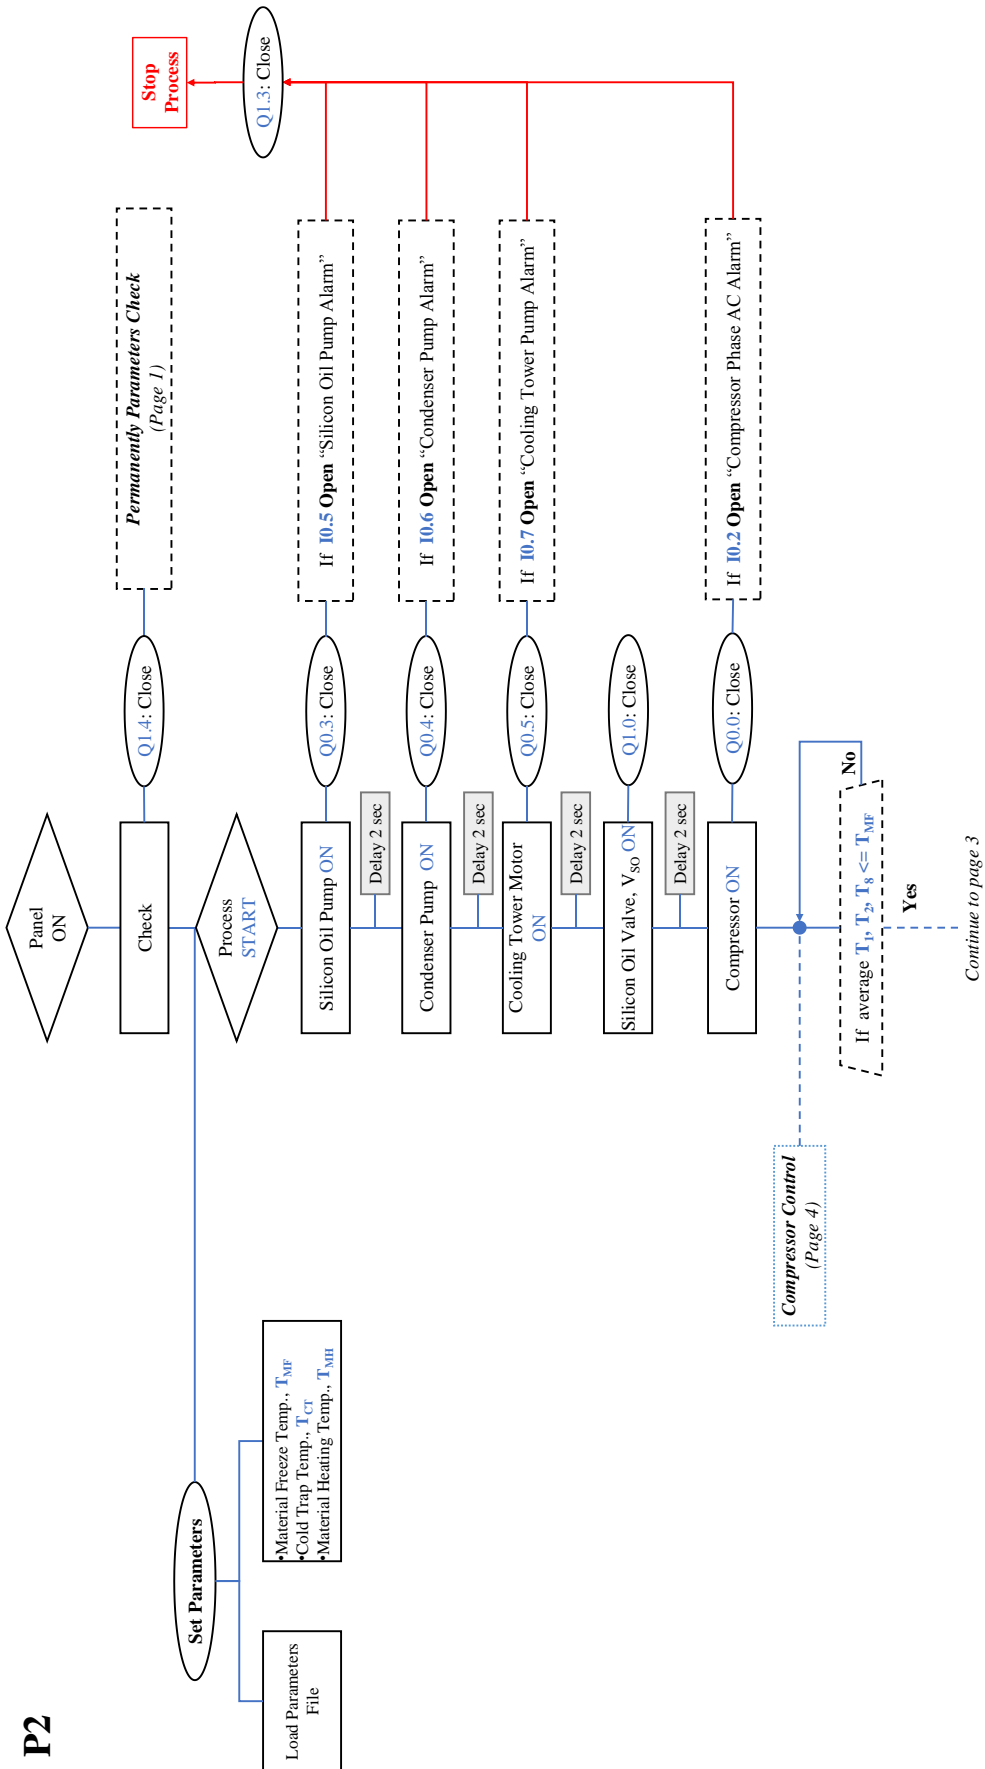 P2
Panel
ON
Check
Q1.4: Close
Permanently Parameters Check
(Page 1)
Stop
Process
Q1.3: Close
Set Parameters
Load Parameters
File
•Material Freeze Temp., TMF
•Cold Trap Temp., TCT
•Material Heating Temp., TMH
Process
START
Silicon Oil Pump ON
Q0.3: Close
If I0.5 Open “Silicon Oil Pump Alarm”
Delay 2 sec
Condenser Pump ON
Q0.4: Close
If I0.6 Open “Condenser Pump Alarm”
Delay 2 sec
Cooling Tower Motor
ON
Q0.5: Close
If I0.7 Open “Cooling Tower Pump Alarm”
Delay 2 sec
Silicon Oil Valve, VSO ON
Q1.0: Close
Delay 2 sec
Compressor ON
Q0.0: Close
If I0.2 Open “Compressor Phase AC Alarm”
Compressor Control
(Page 4)
If average T1, T2, T8 <= TMF
No
Yes
Continue to page 3